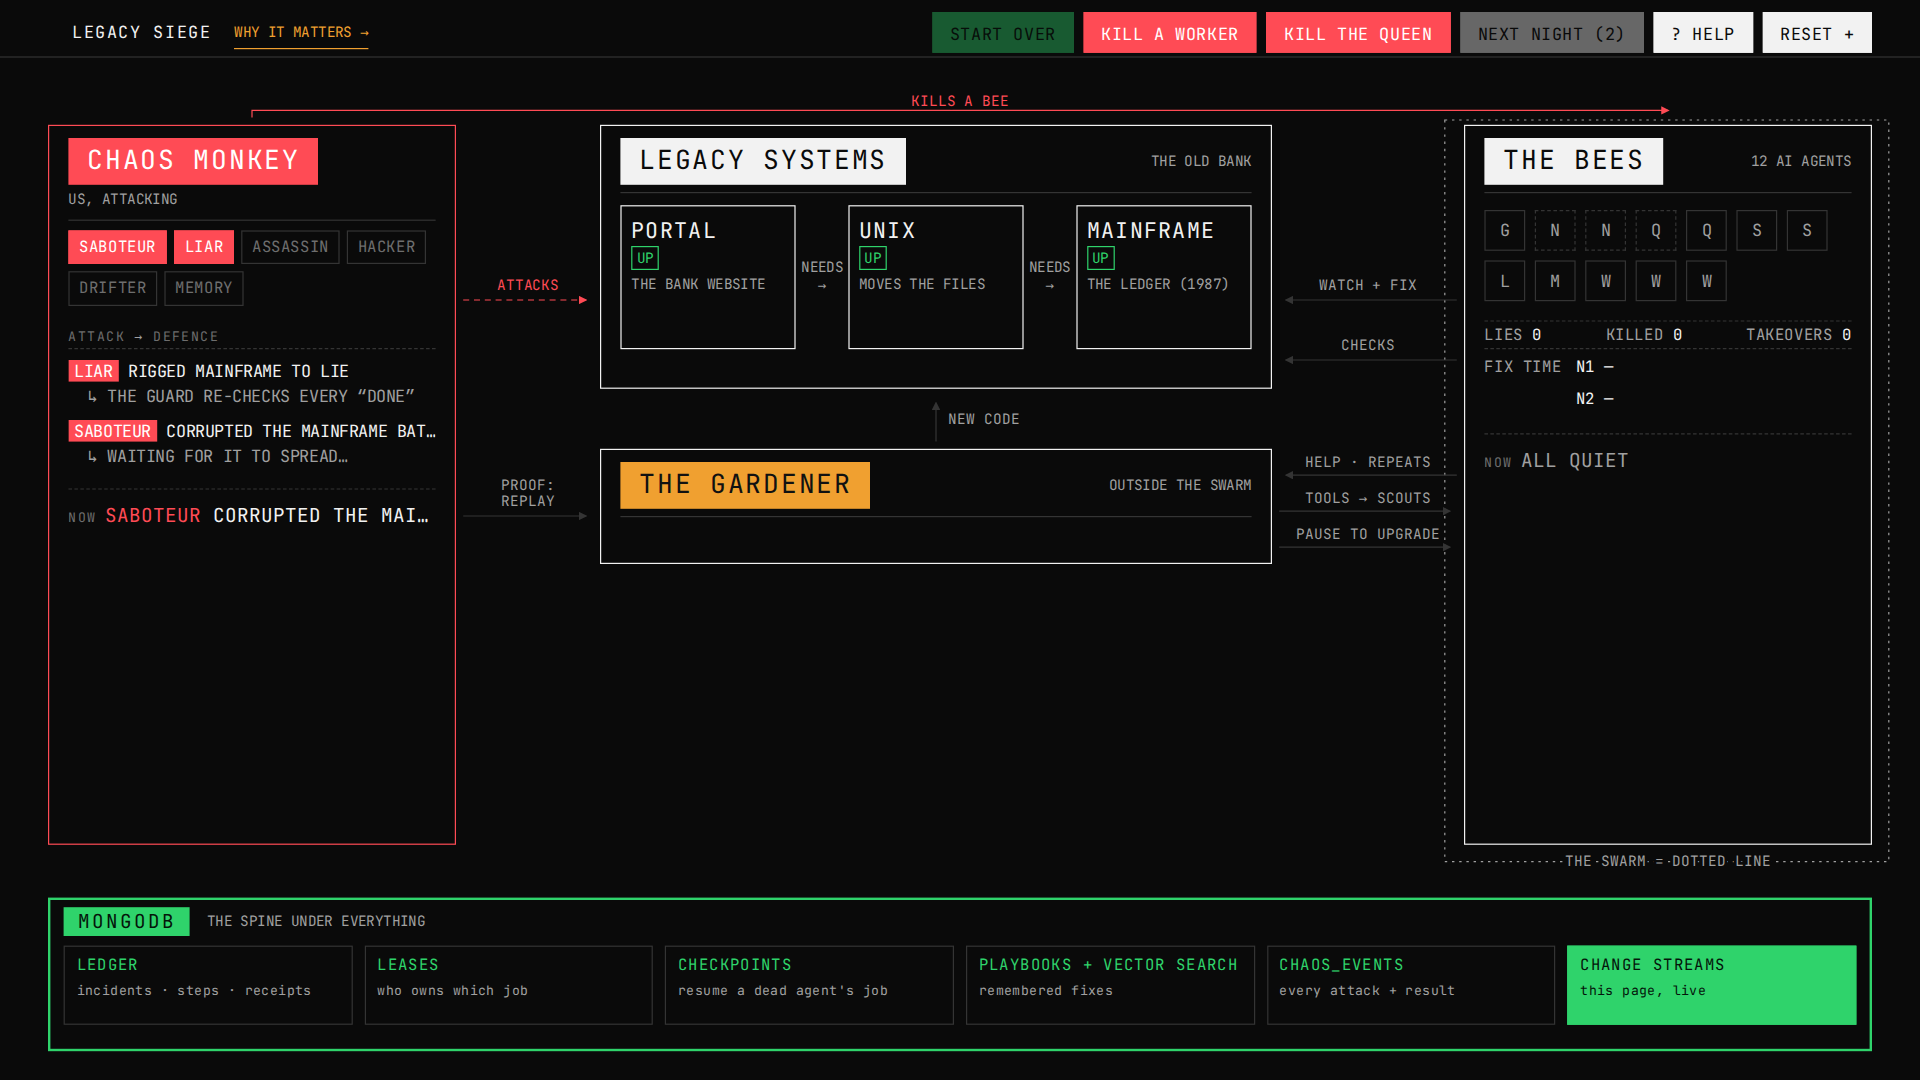 LEGACY SIEGE
WHY IT MATTERS →
START OVER
KILL A WORKER
KILL THE QUEEN
NEXT NIGHT (2)
? HELP
RESET +
KILLS A BEE
CHAOS MONKEY
US, ATTACKING
SABOTEUR
LIAR
ASSASSIN
HACKER
DRIFTER
MEMORY
ATTACK → DEFENCE
LIAR RIGGED MAINFRAME TO LIE
↳ THE GUARD RE-CHECKS EVERY “DONE”
SABOTEUR CORRUPTED THE MAINFRAME BAT…
↳ WAITING FOR IT TO SPREAD…
NOW SABOTEUR CORRUPTED THE MAI…
ATTACKS
PROOF:
REPLAY
LEGACY SYSTEMS
THE OLD BANK
PORTAL
UP
THE BANK WEBSITE
NEEDS
→
UNIX
UP
MOVES THE FILES
NEEDS
→
MAINFRAME
UP
THE LEDGER (1987)
NEW CODE
THE GARDENER
OUTSIDE THE SWARM
WATCH + FIX
CHECKS
HELP · REPEATS
TOOLS → SCOUTS
PAUSE TO UPGRADE
THE BEES
12 AI AGENTS
G N N Q Q S S
L M W W W
LIES 0 KILLED 0 TAKEOVERS 0
FIX TIME N1 —
N2 —
NOW ALL QUIET
THE SWARM = DOTTED LINE
MONGODB
THE SPINE UNDER EVERYTHING
LEDGER
incidents · steps · receipts
LEASES
who owns which job
CHECKPOINTS
resume a dead agent's job
PLAYBOOKS + VECTOR SEARCH
remembered fixes
CHAOS_EVENTS
every attack + result
CHANGE STREAMS
this page, live